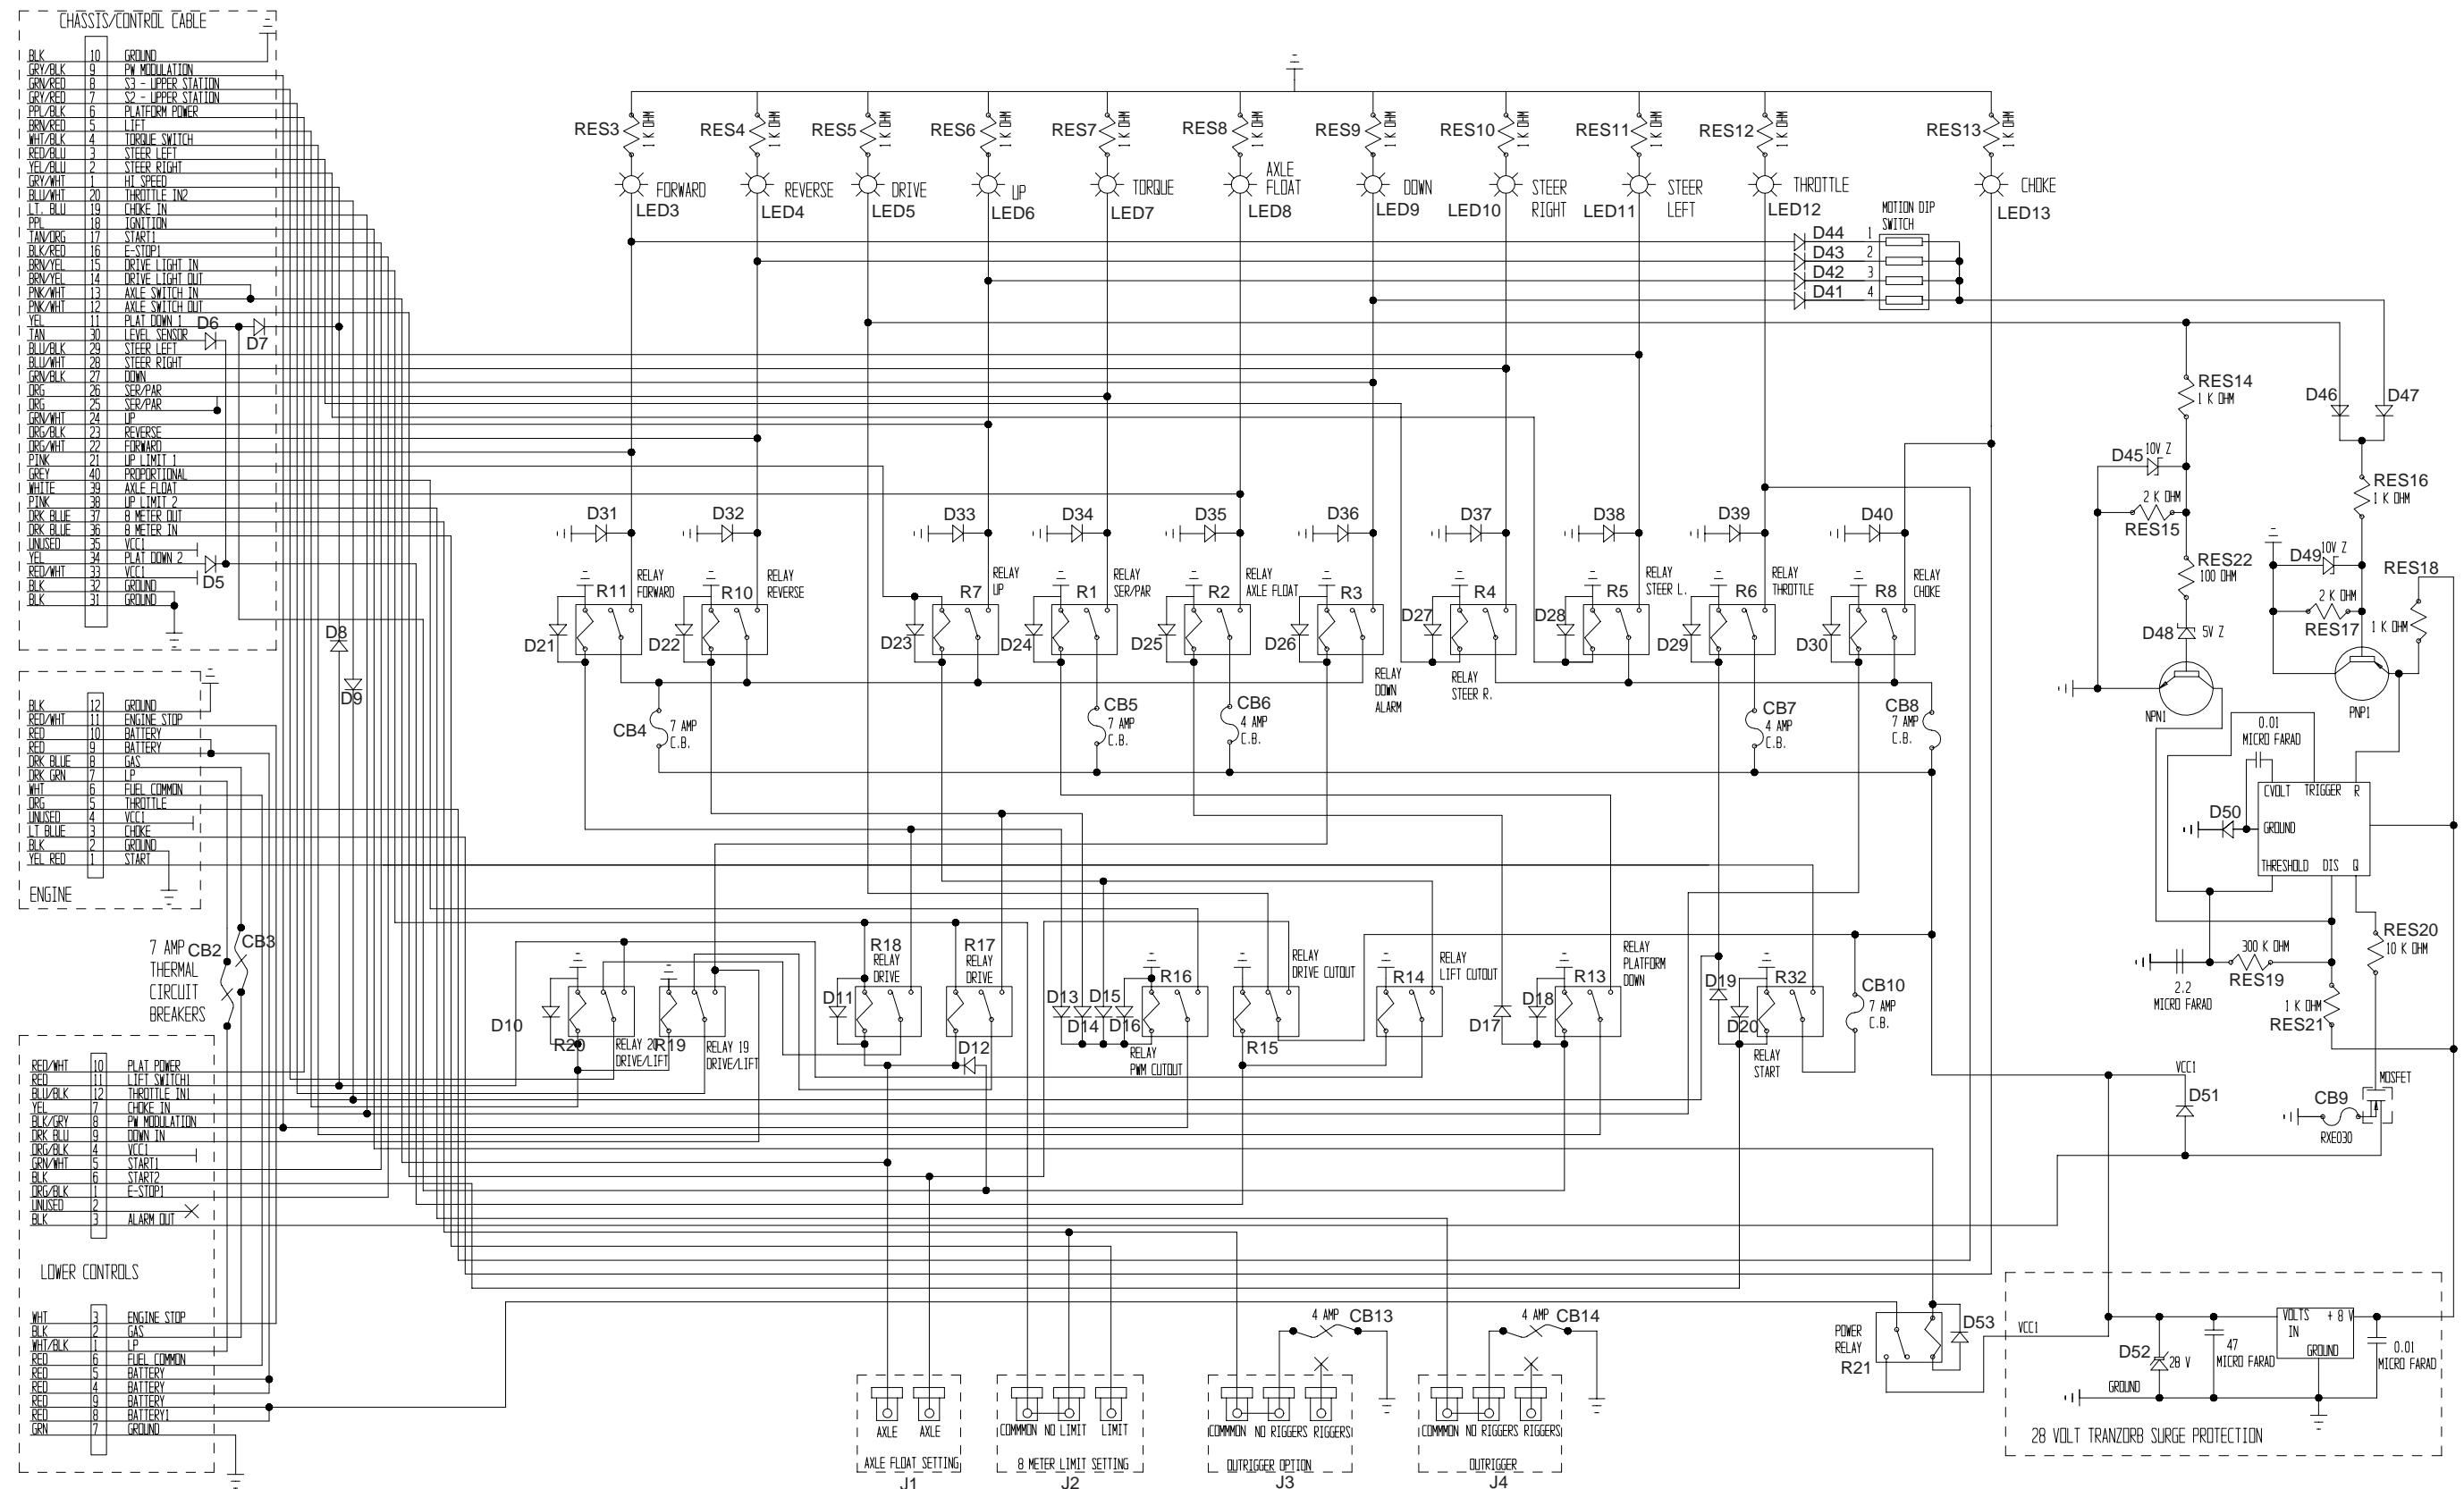 CHASSIS/CONTROL CABLE
BLK 10 GROUND
GRY/BLK 9 PW MODULATION
GRN/RED 8 S3 - UPPER STATION
GRY/RED 7 S2 - UPPER STATION
PPL/BLK 6 PLATFORM POWER
BRN/RED 5 LIFT
WHT/BLK 4 TORQUE SWITCH
RED/BLU 3 STEER LEFT
YEL/BLU 2 STEER RIGHT
GRY/WHT 1 HI SPEED
BLU/WHT 20 THROTTLE IN2
LT. BLU 19 CHOKE IN
PPL 18 IGNITION
TAN/ORG 17 START1
BLK/RED 16 E-STOP1
BRN/YEL 15 DRIVE LIGHT IN
BRN/YEL 14 DRIVE LIGHT OUT
PNK/WHT 13 AXLE SWITCH IN
PNK/WHT 12 AXLE SWITCH OUT
YEL 11 PLAT DOWN 1
TAN 30 LEVEL SENSOR
BLU/BLK 29 STEER LEFT
BLU/WHT 28 STEER RIGHT
GRN/BLK 27 DOWN
ORG 26 SER/PAR
ORG 25 SER/PAR
GRN/WHT 24 UP
ORG/BLK 23 REVERSE
ORG/WHT 22 FORWARD
PINK 21 UP LIMIT 1
GREY 40 PROPORTIONAL
WHITE 39 AXLE FLOAT
PINK 38 UP LIMIT 2
DRK BLUE 37 8 METER OUT
DRK BLUE 36 8 METER IN
UNUSED 35 VCC1
YEL 34 PLAT DOWN 2
RED/WHT 33 VCC1
BLK 32 GROUND
BLK 31 GROUND
D6
D7
D5
D8
D9
BLK 12 GROUND
RED/WHT 11 ENGINE STOP
RED 10 BATTERY
RED 9 BATTERY
DRK BLUE 8 GAS
DRK GRN 7 LP
WHT 6 FUEL COMMON
ORG 5 THROTTLE
UNUSED 4 VCC1
LT BLUE 3 CHOKE
BLK 2 GROUND
YEL RED 1 START
ENGINE
7 AMP
THERMAL
CIRCUIT
BREAKERS
CB2
CB3
RED/WHT 10 PLAT POWER
RED 11 LIFT SWITCH1
BLU/BLK 12 THROTTLE IN1
YEL 7 CHOKE IN
BLK/GRY 8 PW MODULATION
DRK BLU 9 DOWN IN
ORG/BLK 4 VCC1
GRN/WHT 5 START1
BLK 6 START2
ORG/BLK 1 E-STOP1
UNUSED 2
BLK 3 ALARM OUT
LOWER CONTROLS
WHT 3 ENGINE STOP
BLK 2 GAS
WHT/BLK 1 LP
RED 6 FUEL COMMON
RED 5 BATTERY
RED 4 BATTERY
RED 9 BATTERY
RED 8 BATTERY1
GRN 7 GROUND
RES3 1 K OHM
RES4 1 K OHM
RES5 1 K OHM
RES6 1 K OHM
RES7 1 K OHM
RES8 1 K OHM
RES9 1 K OHM
RES10 1 K OHM
RES11 1 K OHM
RES12 1 K OHM
RES13 1 K OHM
FORWARD
LED3
REVERSE
LED4
DRIVE
LED5
UP
LED6
TORQUE
LED7
AXLE
FLOAT
LED8
DOWN
LED9
STEER
RIGHT
LED10
STEER
LEFT
LED11
THROTTLE
LED12
CHOKE
LED13
MOTION DIP
SWITCH
D44 1
D43 2
D42 3
D41 4
D31
D32
D33
D34
D35
D36
D37
D38
D39
D40
R11
RELAY
FORWARD
D21
R10
RELAY
REVERSE
D22
R7
RELAY
UP
D23
R1
RELAY
SER/PAR
D24
R2
RELAY
AXLE FLOAT
D25
R3
D26
RELAY
DOWN
ALARM
R4
D27
RELAY
STEER R.
R5
RELAY
STEER L.
D28
R6
RELAY
THROTTLE
D29
R8
RELAY
CHOKE
D30
CB4
7 AMP
C.B.
CB5
7 AMP
C.B.
CB6
4 AMP
C.B.
CB7
4 AMP
C.B.
CB8
7 AMP
C.B.
D10
R20
RELAY 20
DRIVE/LIFT
R19
RELAY 19
DRIVE/LIFT
D11
R18
RELAY
DRIVE
R17
RELAY
DRIVE
D12
D13
D14
D15
D16
R16
RELAY
PWM CUTOUT
R15
RELAY
DRIVE CUTOUT
R14
RELAY
LIFT CUTOUT
D17
D18
R13
RELAY
PLATFORM
DOWN
D19
D20
R32
RELAY
START
CB10
7 AMP
C.B.
RES14
1 K OHM
D45 10V Z
2 K OHM
RES15
RES22
100 OHM
D48 5V Z
NPN1
D46
D47
RES16
1 K OHM
D49 10V Z
2 K OHM
RES17
RES18
1 K OHM
PNP1
0.01
MICRO FARAD
CVOLT TRIGGER R
GROUND
THRESHOLD DIS Q
D50
RES20
10 K OHM
300 K OHM
RES19
2.2
MICRO FARAD
1 K OHM
RES21
VCC1
D51
MOSFET
CB9
RXE030
AXLE AXLE
AXLE FLOAT SETTING
J1
COMMMON NO LIMIT LIMIT
8 METER LIMIT SETTING
J2
4 AMP CB13
COMMMON NO RIGGERS RIGGERS
OUTRIGGER OPTION
J3
4 AMP CB14
COMMMON NO RIGGERS RIGGERS
OUTRIGGER
J4
POWER
RELAY
R21
D53
VCC1
D52
28 V
47
MICRO FARAD
VOLTS
IN
+ 8 V
GROUND
0.01
MICRO FARAD
GROUND
28 VOLT TRANZORB SURGE PROTECTION